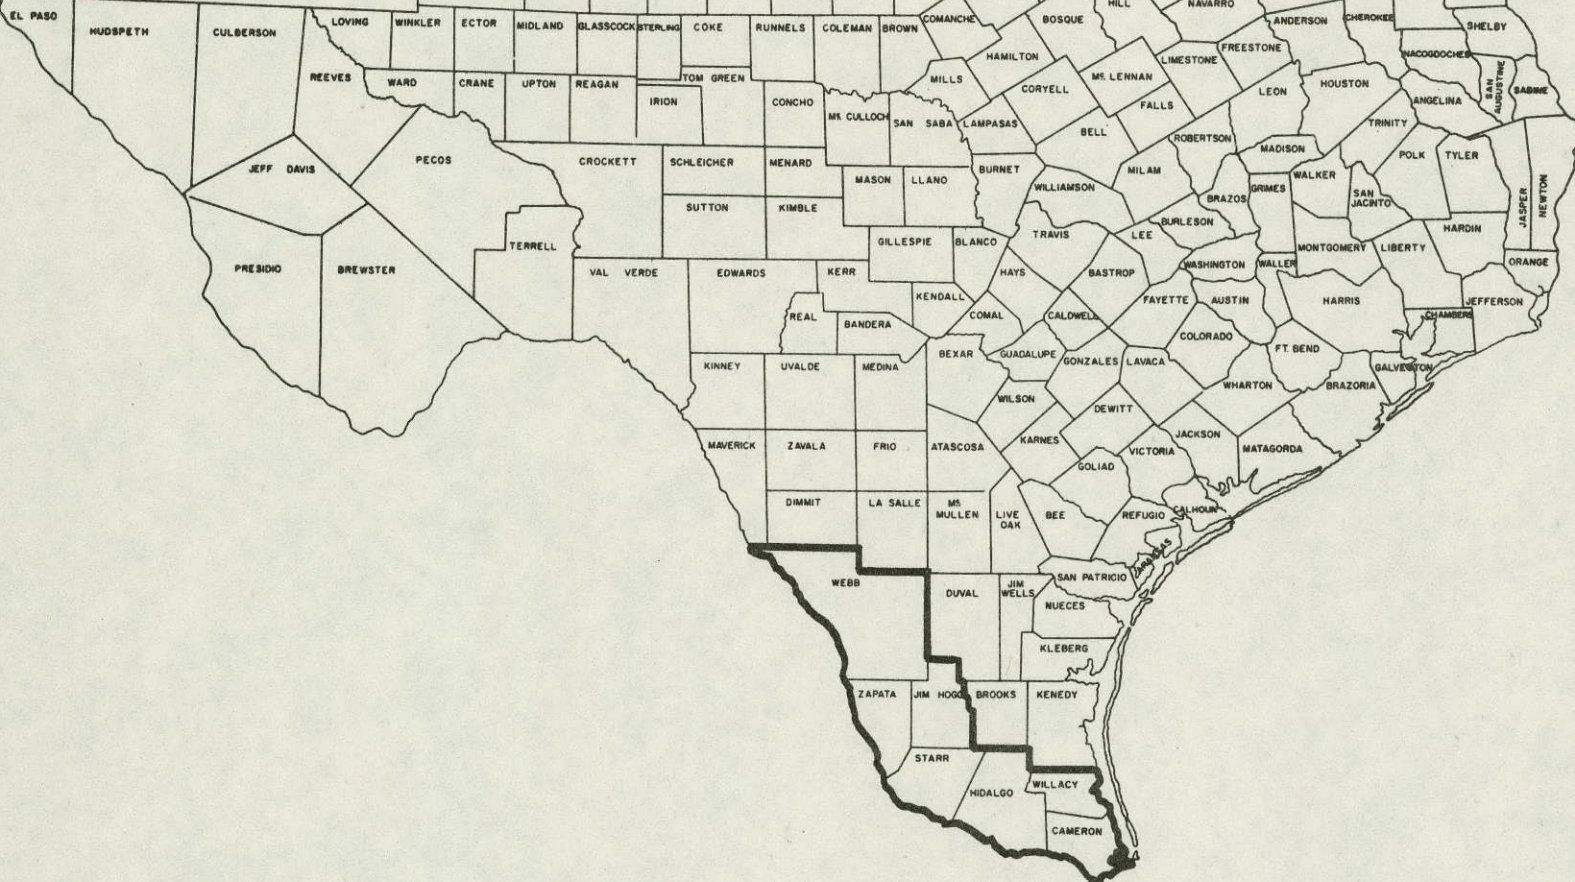 HILL
NAVARRO
EL PASO
HUDSPETH
CULBERSON
LOVING
WINKLER
ECTOR
MIDLAND
GLASSCOCK
STERLING
COKE
RUNNELS
COLEMAN
BROWN
COMANCHE
BOSQUE
ANDERSON
CHEROKEE
SHELBY
HAMILTON
LIMESTONE
FREESTONE
NACOGDOCHES
REEVES
WARD
CRANE
UPTON
REAGAN
TOM GREEN
MILLS
Mc LENNAN
HOUSTON
SAN
AUGUSTINE
SABINE
IRION
CONCHO
CORYELL
FALLS
LEON
ANGELINA
Mc CULLOCH
SAN SABA
LAMPASAS
BELL
ROBERTSON
TRINITY
JEFF DAVIS
PECOS
CROCKETT
SCHLEICHER
MENARD
MADISON
POLK
TYLER
BURNET
MILAM
MASON
LLANO
WILLIAMSON
GRIMES
WALKER
SUTTON
KIMBLE
BRAZOS
SAN
JACINTO
JASPER
NEWTON
BURLESON
TERRELL
GILLESPIE
BLANCO
TRAVIS
LEE
MONTGOMERY
LIBERTY
HARDIN
PRESIDIO
BREWSTER
VAL VERDE
EDWARDS
KERR
HAYS
BASTROP
WASHINGTON
WALLER
ORANGE
KENDALL
FAYETTE
AUSTIN
HARRIS
JEFFERSON
REAL
BANDERA
COMAL
CALDWELL
CHAMBERS
COLORADO
BEXAR
GUADALUPE
GONZALES
LAVACA
FT. BEND
KINNEY
UVALDE
MEDINA
GALVESTON
WHARTON
BRAZORIA
WILSON
DEWITT
MAVERICK
ZAVALA
FRIO
ATASCOSA
KARNES
JACKSON
VICTORIA
MATAGORDA
GOLIAD
DIMMIT
LA SALLE
Mc
MULLEN
LIVE
OAK
BEE
REFUGIO
CALHOUN
ARANSAS
WEBB
SAN PATRICIO
DUVAL
JIM
WELLS
NUECES
KLEBERG
ZAPATA
JIM HOGG
BROOKS
KENEDY
STARR
HIDALGO
WILLACY
CAMERON